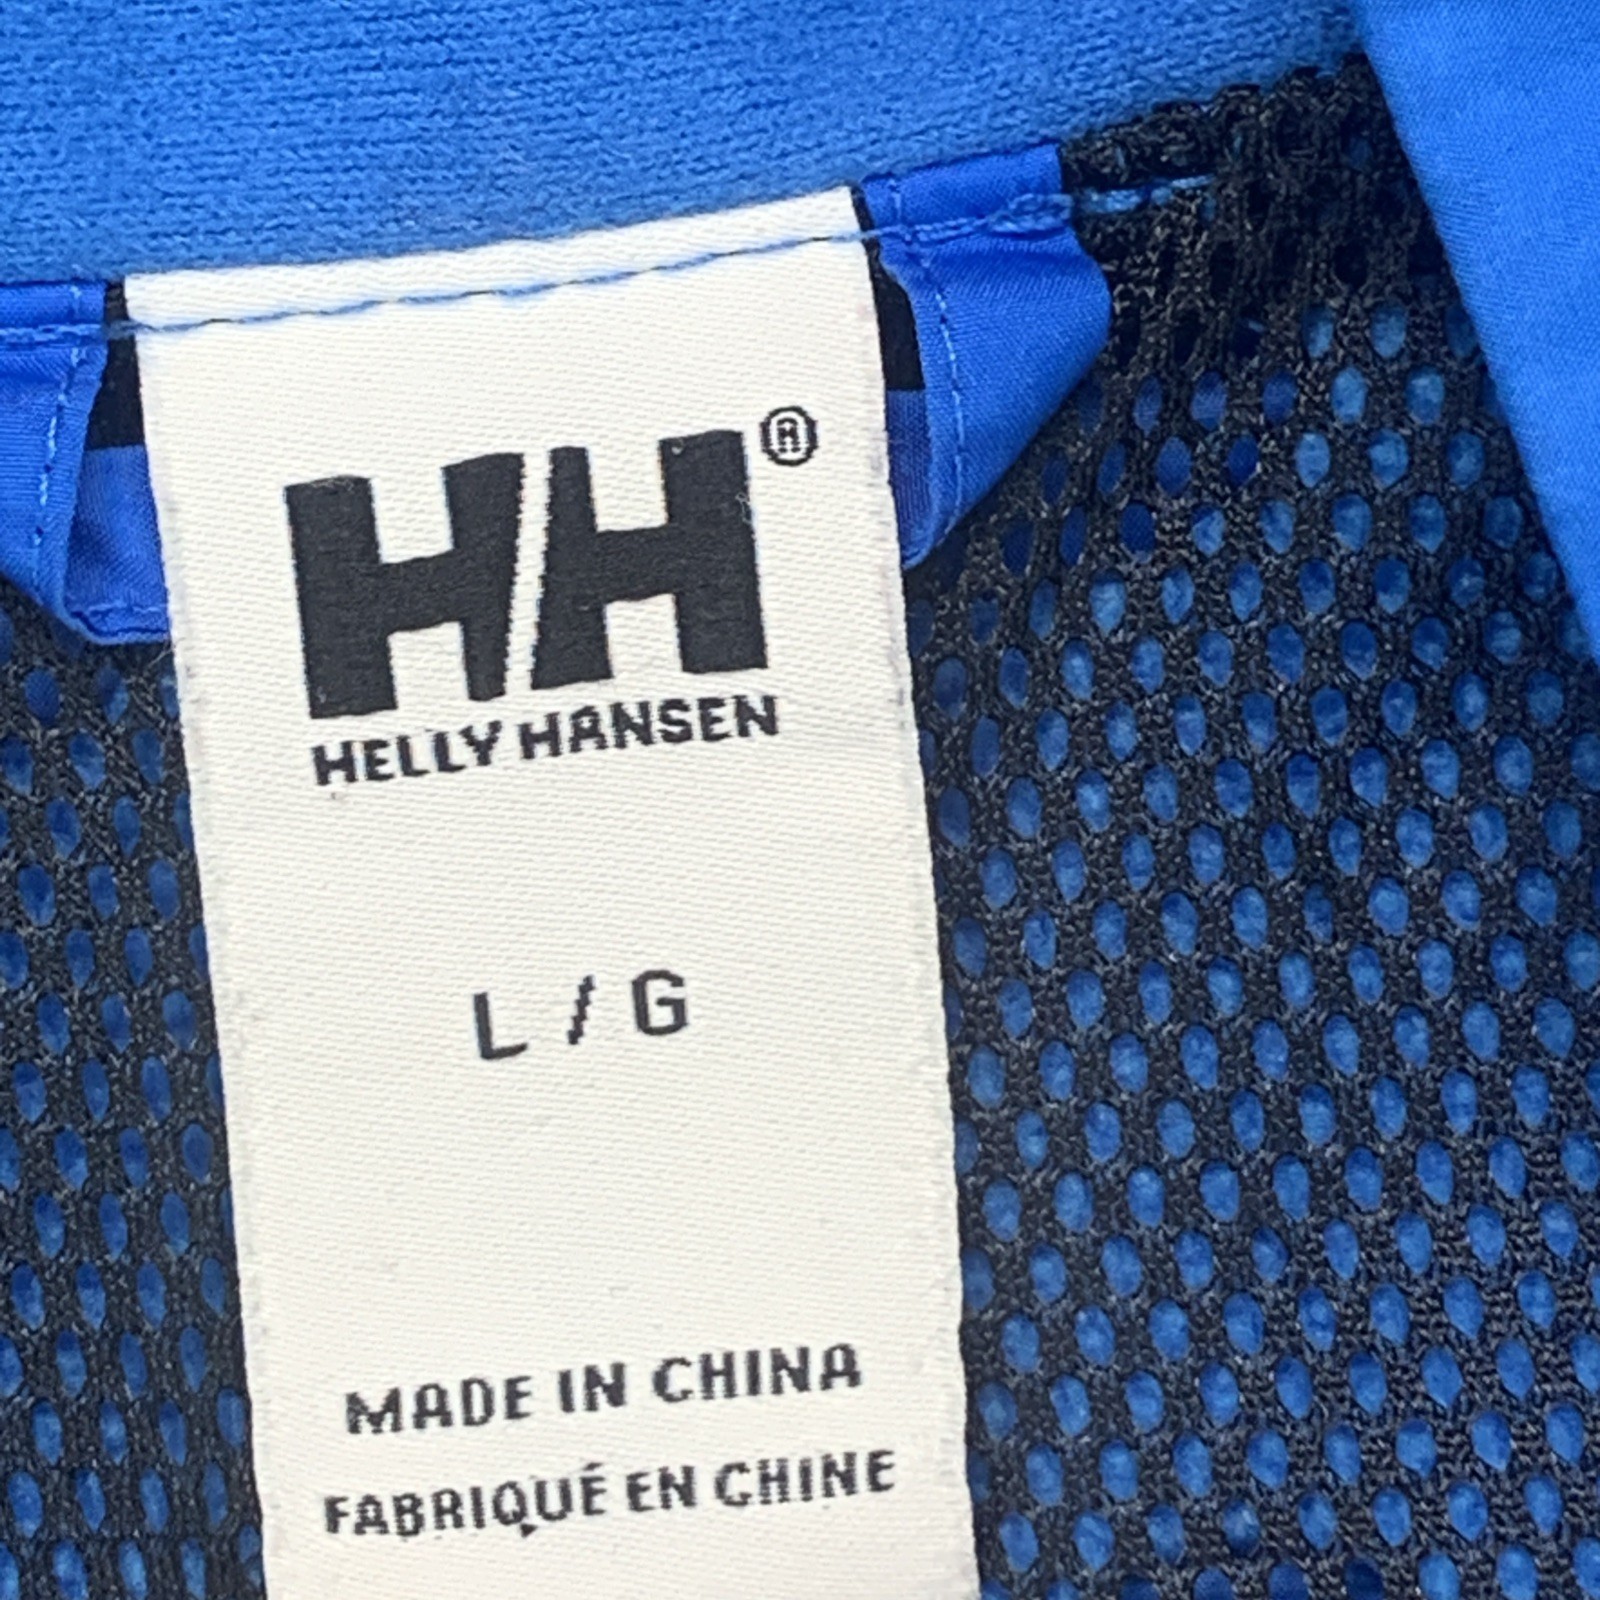 HH®
HELLY HANSEN
L / G
MADE IN CHINA
FABRIQUÉ EN CHINE